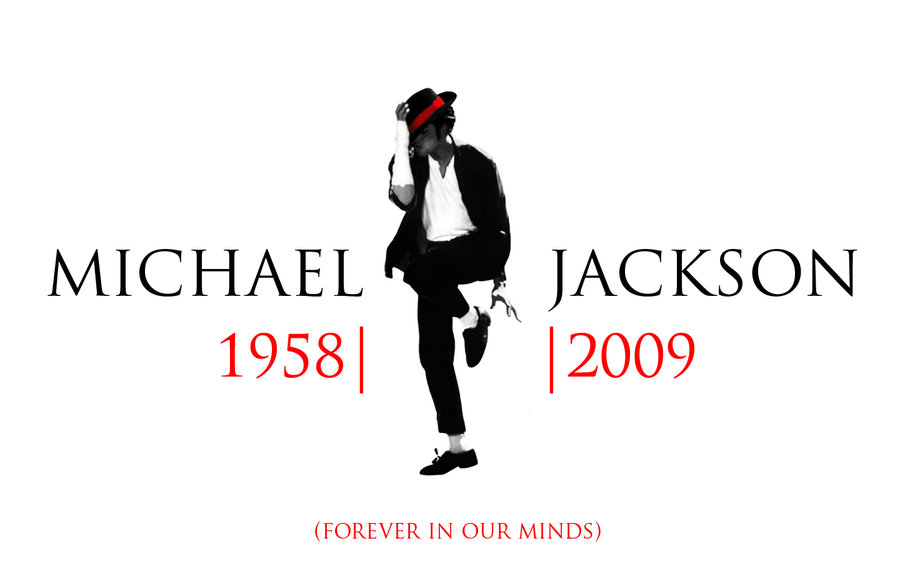 MICHAEL JACKSON
1958| |2009
(FOREVER IN OUR MINDS)